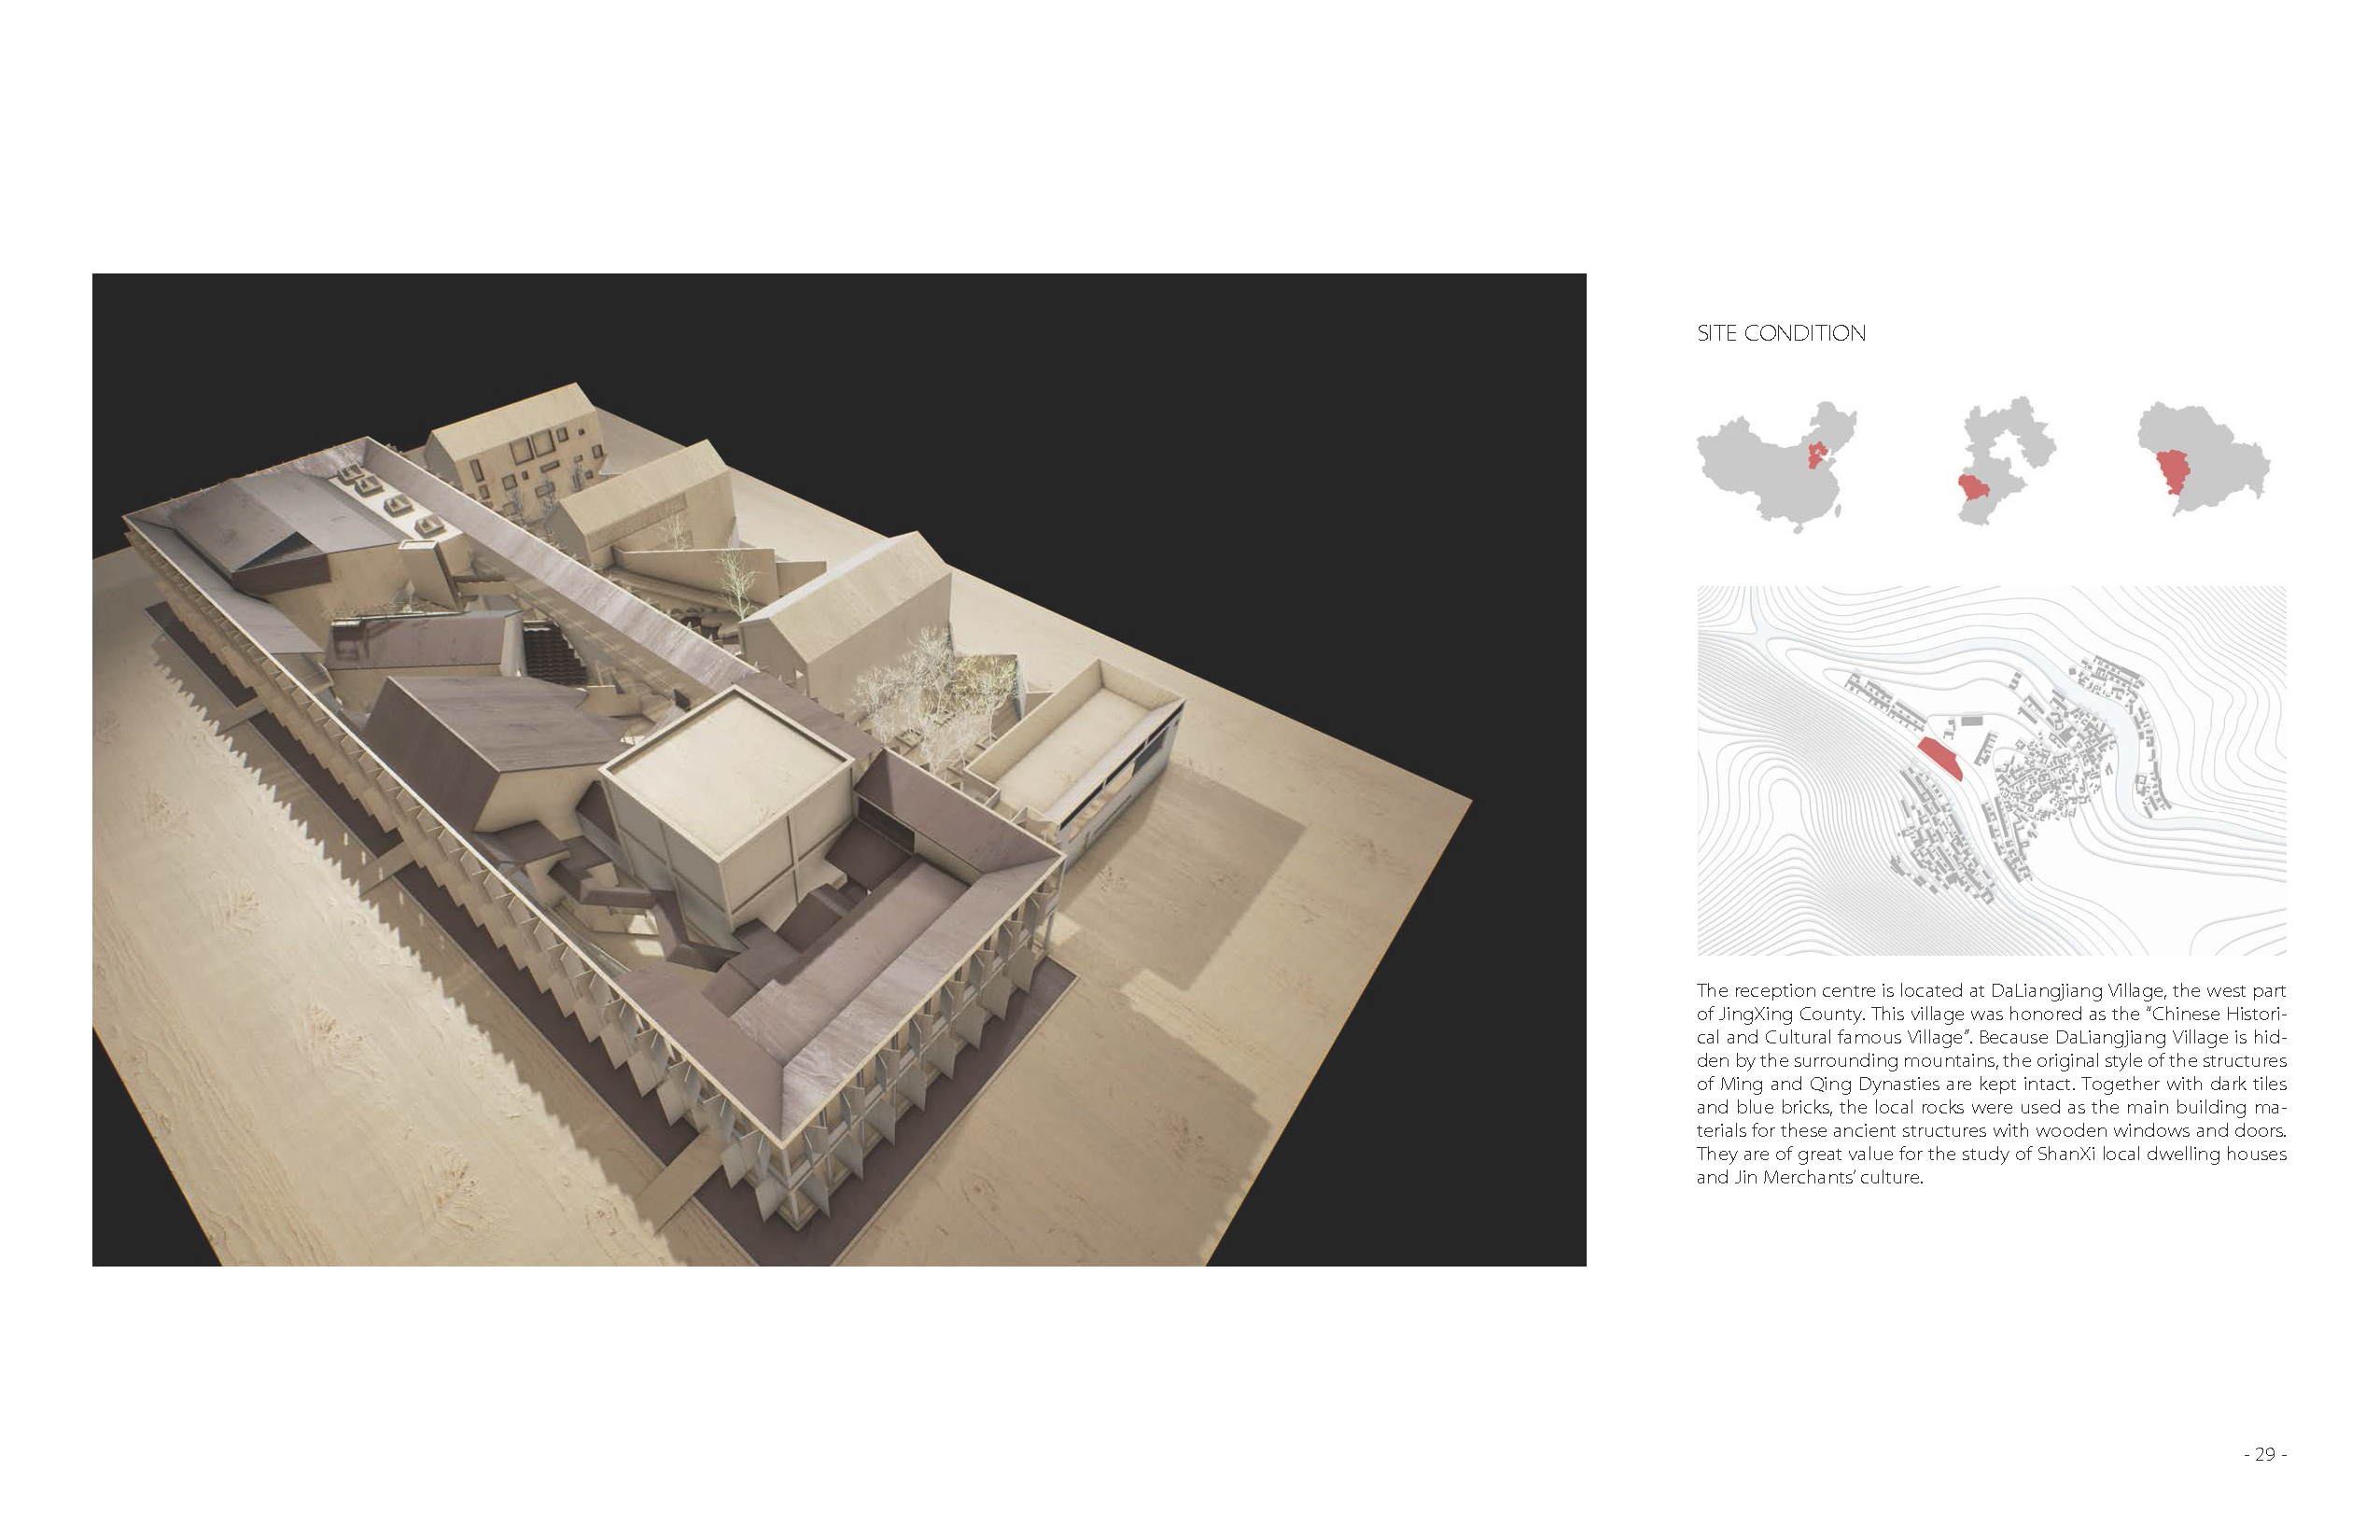 SITE CONDITION
The reception centre is located at DaLiangjiang Village, the west part
of JingXing County. This village was honored as the “Chinese Histori-
cal and Cultural famous Village”. Because DaLiangjiang Village is hid-
den by the surrounding mountains, the original style of the structures
of Ming and Qing Dynasties are kept intact. Together with dark tiles
and blue bricks, the local rocks were used as the main building ma-
terials for these ancient structures with wooden windows and doors.
They are of great value for the study of ShanXi local dwelling houses
and Jin Merchants’ culture.
- 29 -